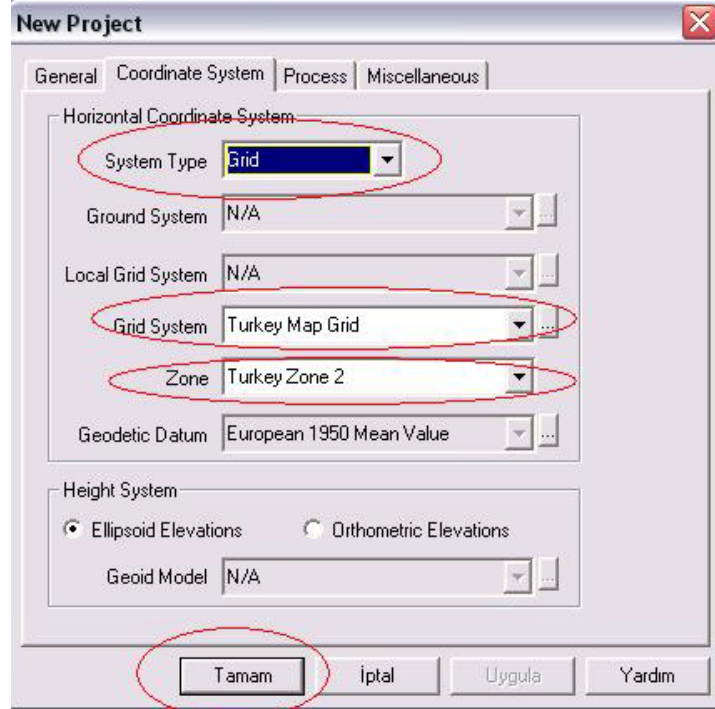 New Project
General Coordinate System Process Miscellaneous
Horizontal Coordinate System
System Type Grid
Ground System N/A ...
Local Grid System N/A ...
Grid System Turkey Map Grid ...
Zone Turkey Zone 2
Geodetic Datum European 1950 Mean Value ...
Height System
Ellipsoid Elevations Orthometric Elevations
Geoid Model N/A ...
Tamam İptal Uygula Yardım